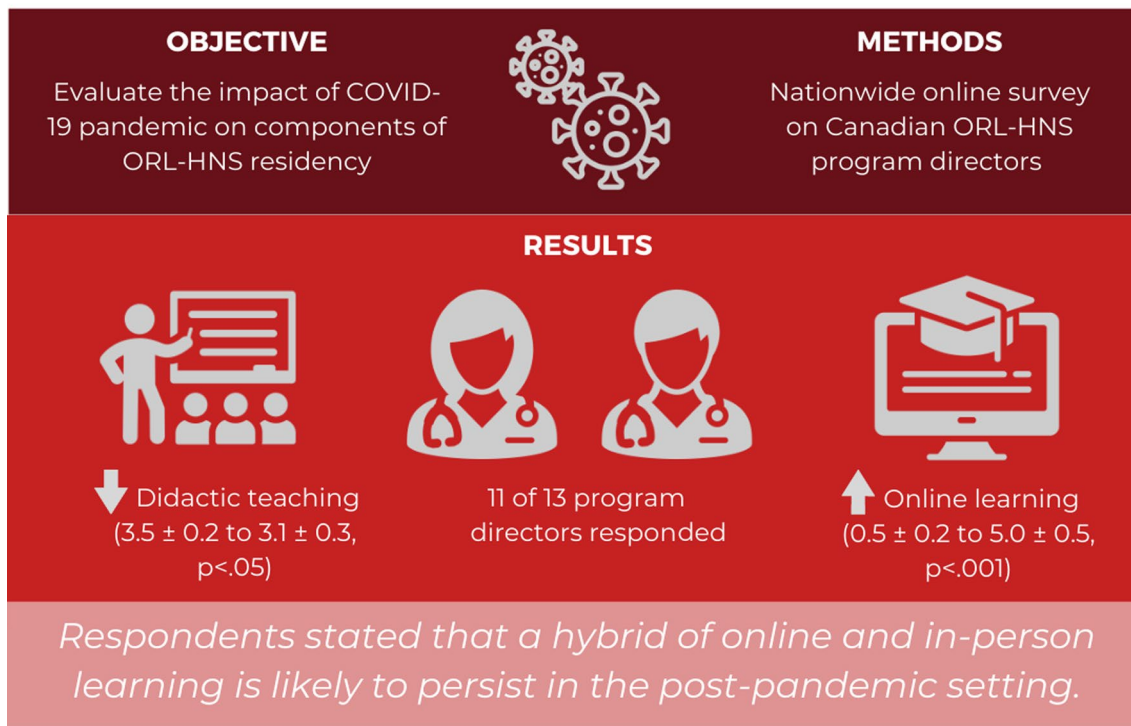 OBJECTIVE
Evaluate the impact of COVID-
19 pandemic on components of
ORL-HNS residency
METHODS
Nationwide online survey
on Canadian ORL-HNS
program directors
RESULTS
Didactic teaching
(3.5 ± 0.2 to 3.1 ± 0.3,
p<.05)
11 of 13 program
directors responded
Online learning
(0.5 ± 0.2 to 5.0 ± 0.5,
p<.001)
Respondents stated that a hybrid of online and in-person
learning is likely to persist in the post-pandemic setting.